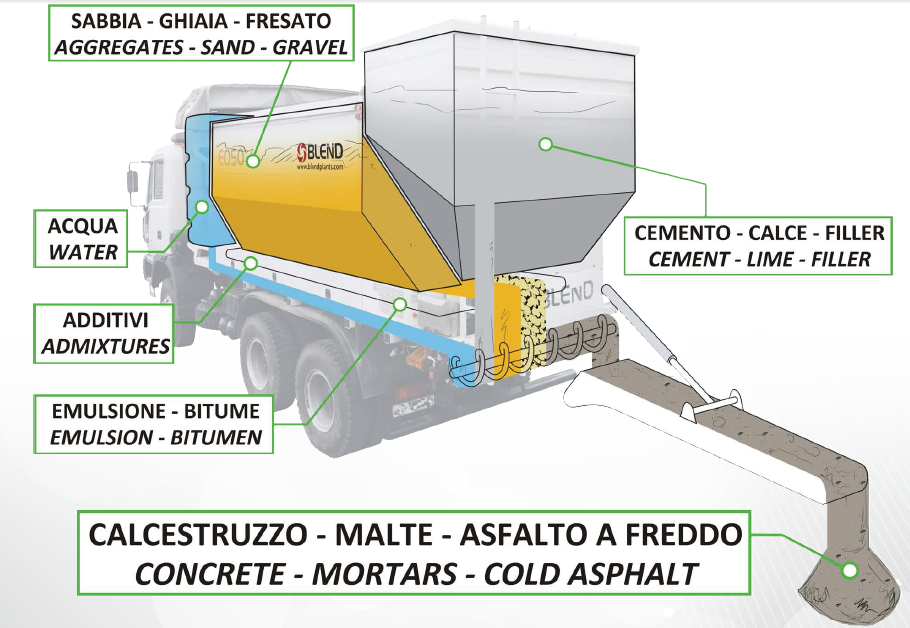 SABBIA - GHIAIA - FRESATO
AGGREGATES - SAND - GRAVEL
E050
BLEND
www.blendplants.com
ACQUA
WATER
CEMENTO - CALCE - FILLER
CEMENT - LIME - FILLER
BLEND
ADDITIVI
ADMIXTURES
EMULSIONE - BITUME
EMULSION - BITUMEN
CALCESTRUZZO - MALTE - ASFALTO A FREDDO
CONCRETE - MORTARS - COLD ASPHALT